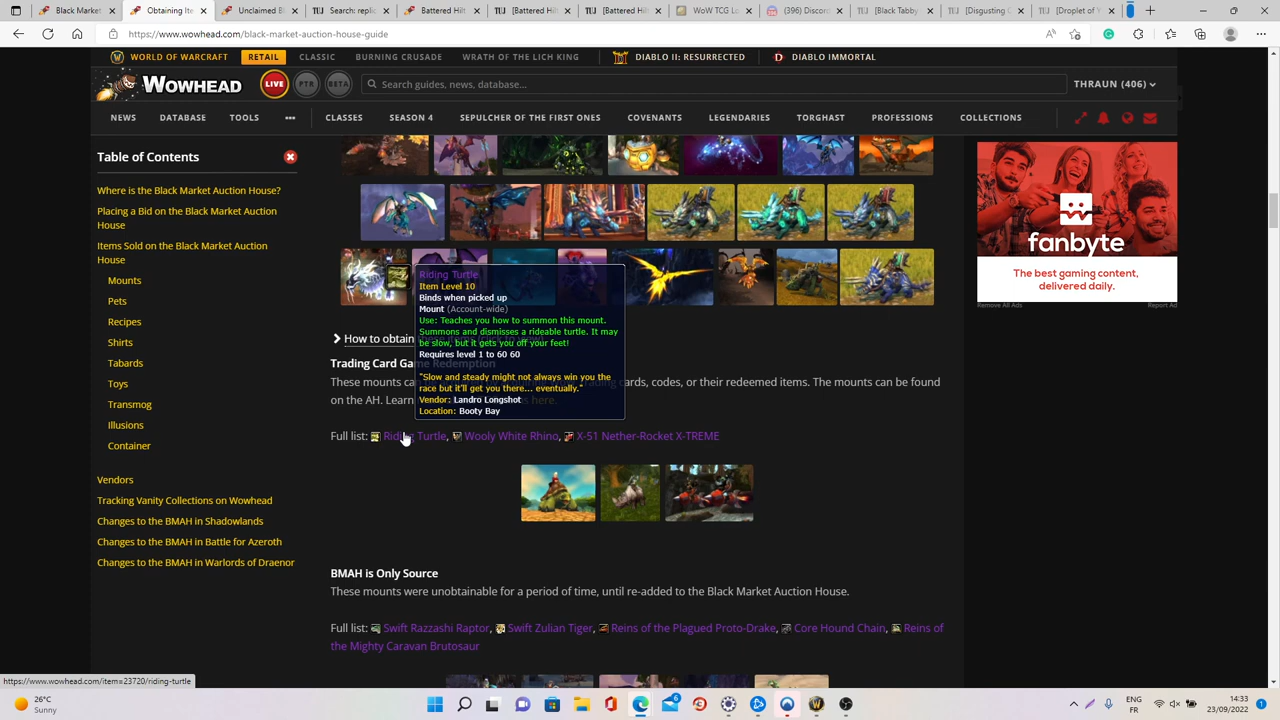 Swift Ra
Battered Hil
Battered Hil
WoW TCG L
(396) Discor
[Droplet of Y
https://www.wowhead.com/black-market-auction-house-guide
WORLD OF WARCRAFT RETAIL CLASSIC BURNING CRUSADE WRATH OF THE LICH KING DIABLO II: RESURRECTED DIABLO IMMORTAL
WOWHEAD LIVE PTR BETA Search guides, news, database... THRAUN (406)
NEWS DATABASE TOOLS ••• CLASSES SEASON 4 SEPULCHER OF THE FIRST ONES COVENANTS LEGENDARIES TORGHAST PROFESSIONS COLLECTIONS
Table of Contents
Where is the Black Market Auction House?
Placing a Bid on the Black Market Auction
House
Items Sold on the Black Market Auction
House
Mounts
Pets
Recipes
Shirts
Tabards
Toys
Transmog
Illusions
Container
Vendors
Tracking Vanity Collections on Wowhead
Changes to the BMAH in Shadowlands
Changes to the BMAH in Battle for Azeroth
Changes to the BMAH in Warlords of Draenor
Riding Turtle
Item Level 10
Binds when picked up
Mount (Account-wide)
Use: Teaches you how to summon this mount.
Summons and dismisses a rideable turtle. It may
be slow, but it gets you off your feet!
Requires level 1 to 60 60
"Slow and steady might not always win you the
race but it'll get you there... eventually."
Vendor: Landro Longshot
Location: Booty Bay
How to obtain
Trading Card Game Redemption
These mounts ca trading cards, codes, or their redeemed items. The mounts can be found
on the AH. Learn here.
Full list: Riding Turtle, Wooly White Rhino, X-51 Nether-Rocket X-TREME
BMAH is Only Source
These mounts were unobtainable for a period of time, until re-added to the Black Market Auction House.
Full list: Swift Razzashi Raptor, Swift Zulian Tiger, Reins of the Plagued Proto-Drake, Core Hound Chain, Reins of
the Mighty Caravan Brutosaur
fanbyte
The best gaming content,
delivered daily.
Remove All Ads Report Ad
https://www.wowhead.com/item=23720/riding-turtle
26°C
Sunny
6
FR
14:33
23/09/2022